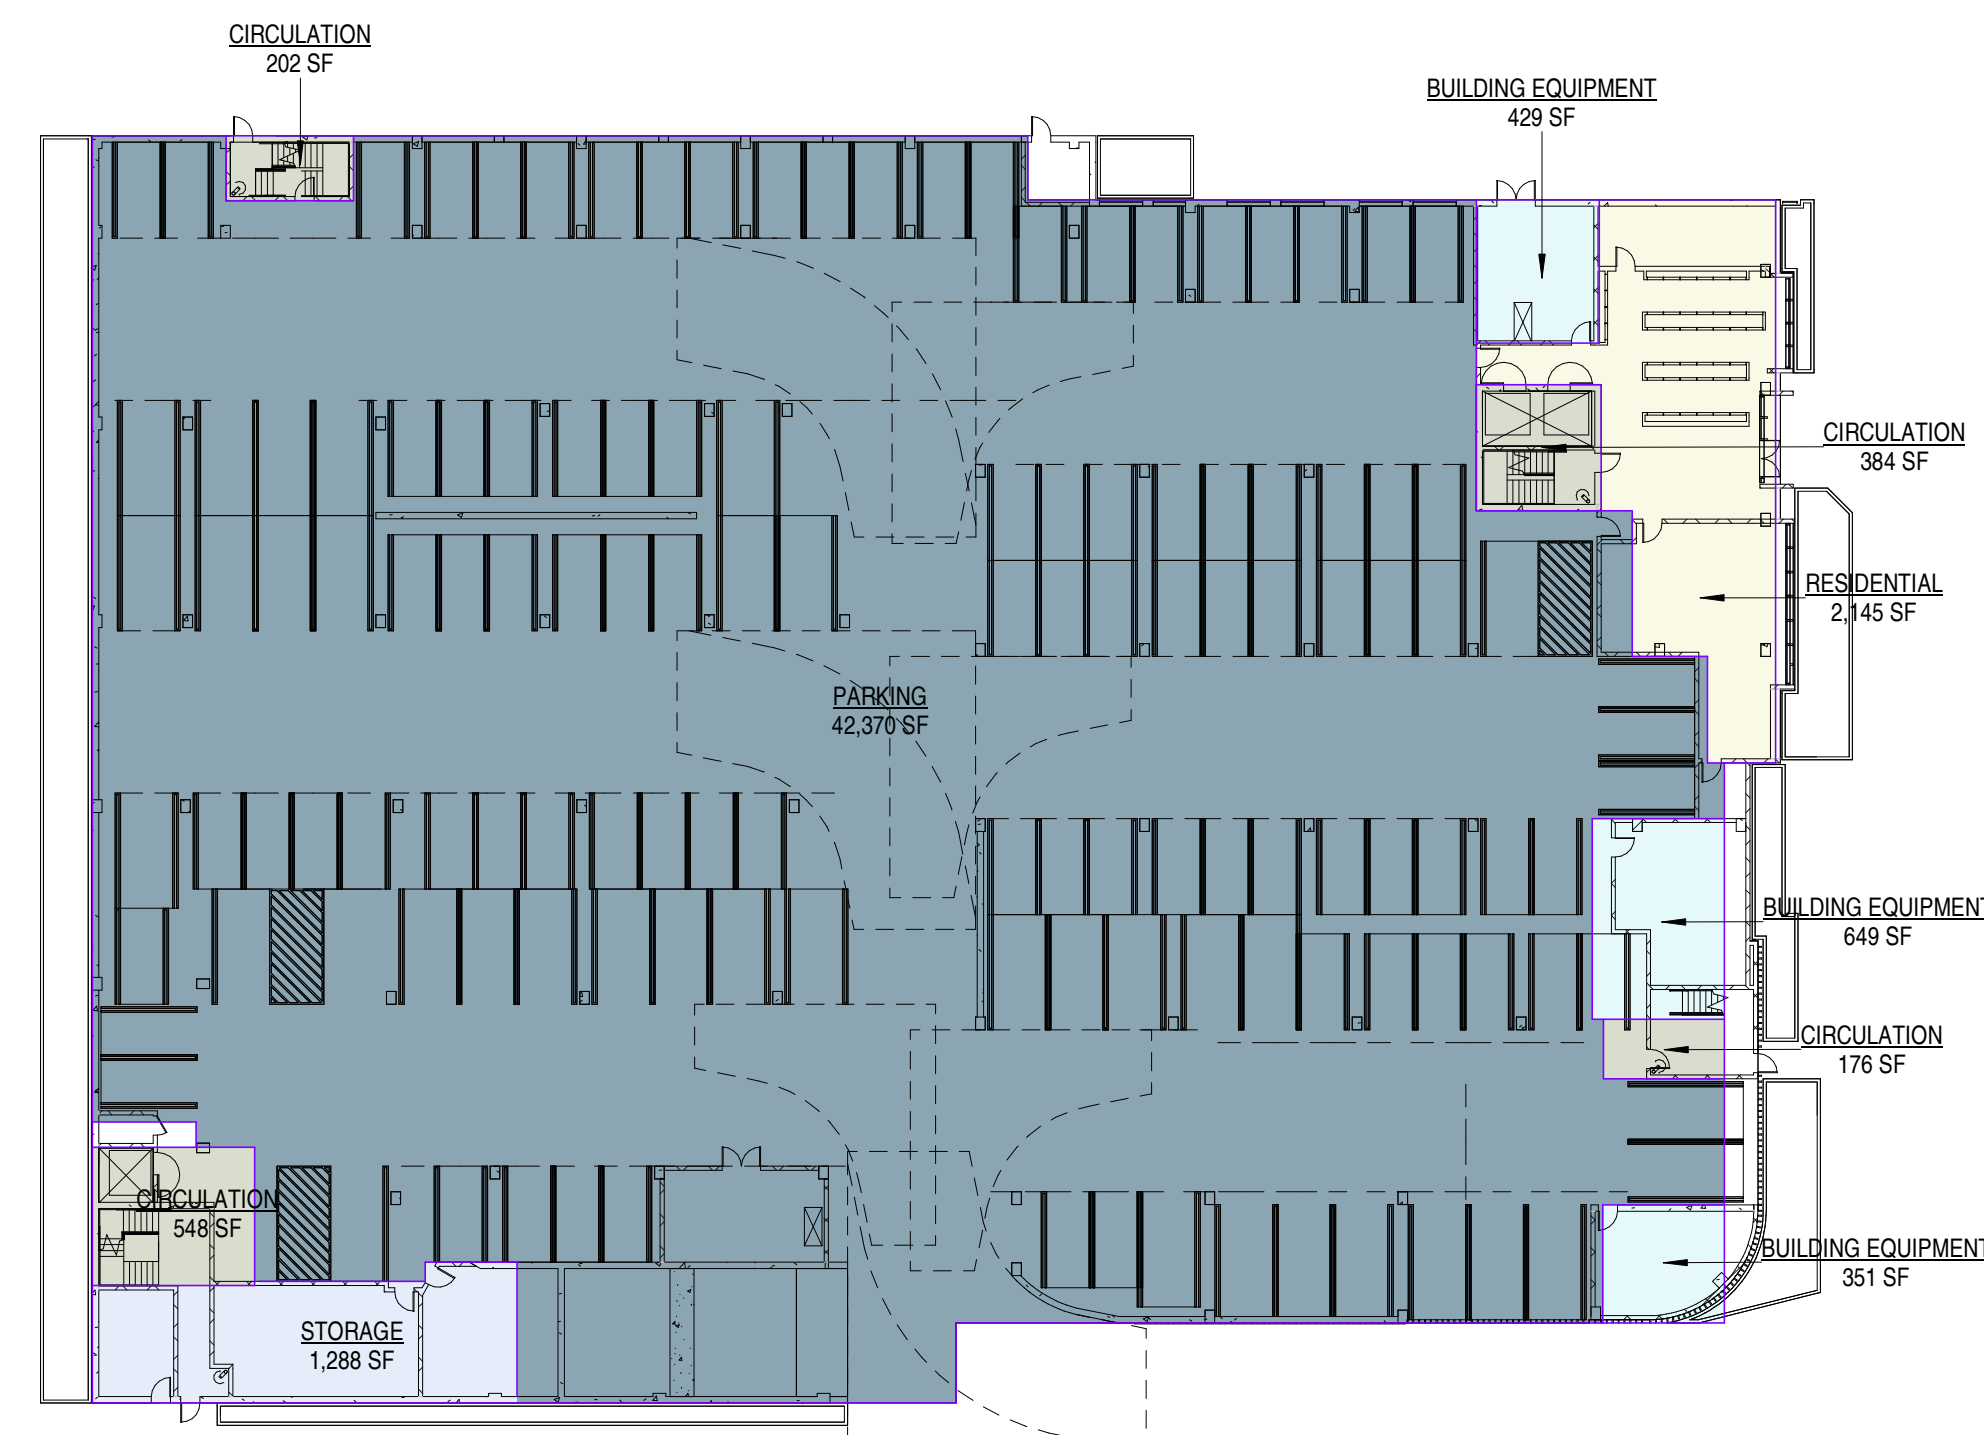 CIRCULATION
202 SF
BUILDING EQUIPMENT
429 SF
CIRCULATION
384 SF
RESIDENTIAL
2,145 SF
PARKING
42,370 SF
BUILDING EQUIPMENT
649 SF
CIRCULATION
176 SF
CIRCULATION
548 SF
BUILDING EQUIPMENT
351 SF
STORAGE
1,288 SF